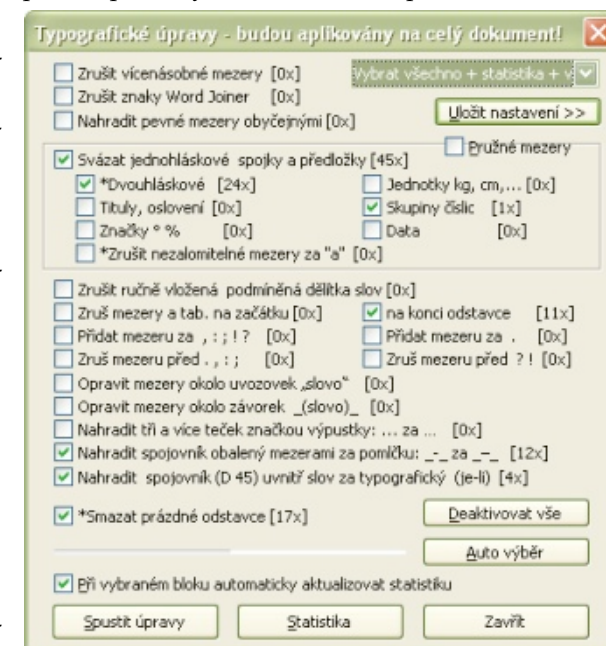 Typografické úpravy - budou aplikovány na celý dokument!
Zrušit vícenásobné mezery [0x] Vybrat všechno + statistika + v
Zrušit znaky Word Joiner [0x]
Nahradit pevné mezery obyčejnými [0x] Uložit nastavení >>
Svázat jednohláskové spojky a předložky [45x] Pružné mezery
*Dvouhláskové [24x] Jednotky kg, cm,... [0x]
Tituly, oslovení [0x] Skupiny číslic [1x]
Značky ° % [0x] Data [0x]
*Zrušit nezalomitelné mezery za "a" [0x]
Zrušit ručně vložená podmíněná dělítka slov [0x]
Zruš mezery a tab. na začátku [0x] na konci odstavce [11x]
Přidat mezeru za , : ; ! ? [0x] Přidat mezeru za . [0x]
Zruš mezeru před . , : ; [0x] Zruš mezeru před ? ! [0x]
Opravit mezery okolo uvozovek „slovo“ [0x]
Opravit mezery okolo závorek _(slovo)_ [0x]
Nahradit tři a více teček značkou výpustky: ... za … [0x]
Nahradit spojovník obalený mezerami za pomlčku: _-_ za _–_ [12x]
Nahradit spojovník (D 45) uvnitř slov za typografický (je-li) [4x]
*Smazat prázdné odstavce [17x] Deaktivovat vše
Auto výběr
Při vybraném bloku automaticky aktualizovat statistiku
Spustit úpravy Statistika Zavřít